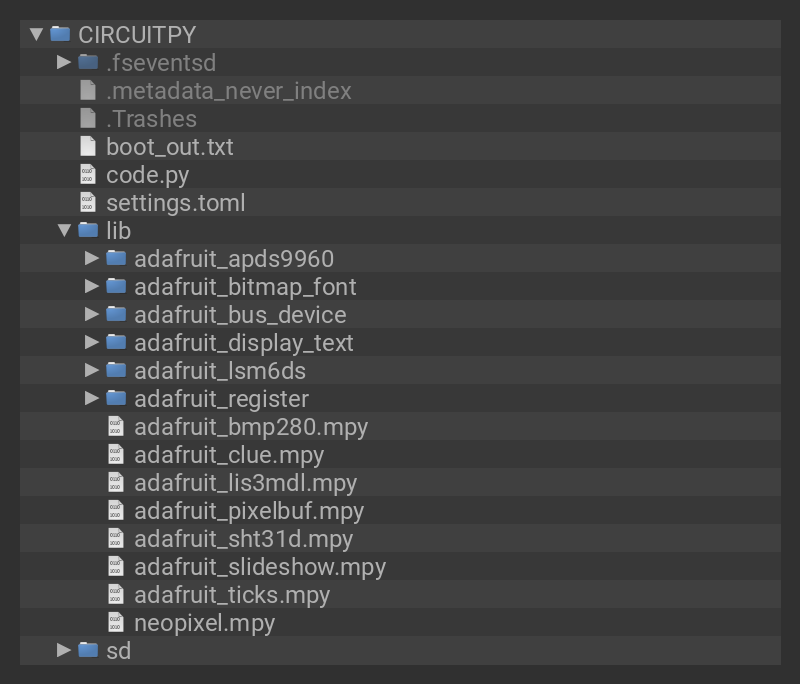 CIRCUITPY
.fseventsd
.metadata_never_index
.Trashes
boot_out.txt
code.py
settings.toml
lib
adafruit_apds9960
adafruit_bitmap_font
adafruit_bus_device
adafruit_display_text
adafruit_lsm6ds
adafruit_register
adafruit_bmp280.mpy
adafruit_clue.mpy
adafruit_lis3mdl.mpy
adafruit_pixelbuf.mpy
adafruit_sht31d.mpy
adafruit_slideshow.mpy
adafruit_ticks.mpy
neopixel.mpy
sd